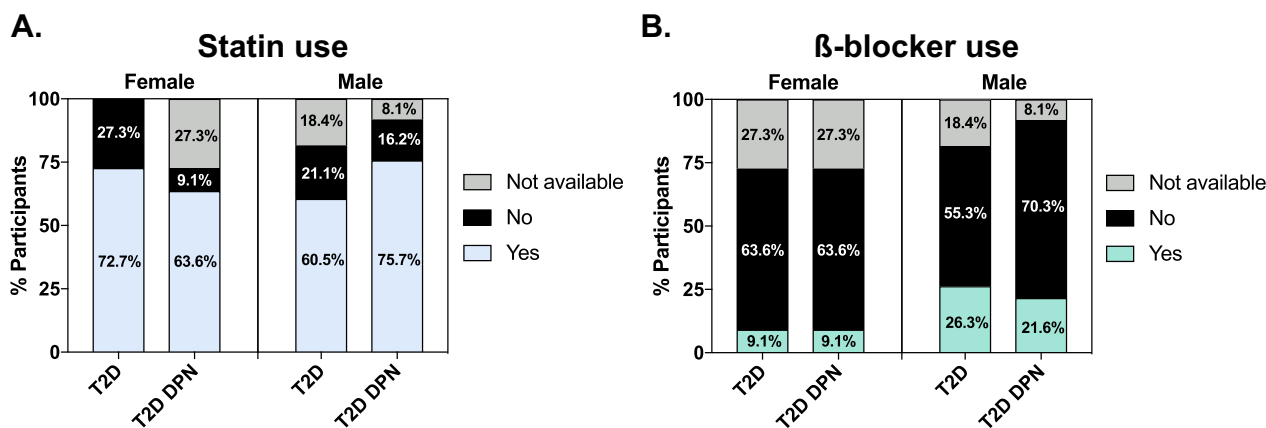 A.
Statin use
Female
Male
% Participants
100
75
50
25
0
27.3%
72.7%
27.3%
9.1%
63.6%
18.4%
21.1%
60.5%
8.1%
16.2%
75.7%
T2D
T2D DPN
T2D
T2D DPN
Not available
No
Yes
B.
ß-blocker use
Female
Male
% Participants
100
75
50
25
0
27.3%
63.6%
9.1%
27.3%
63.6%
9.1%
18.4%
55.3%
26.3%
8.1%
70.3%
21.6%
T2D
T2D DPN
T2D
T2D DPN
Not available
No
Yes